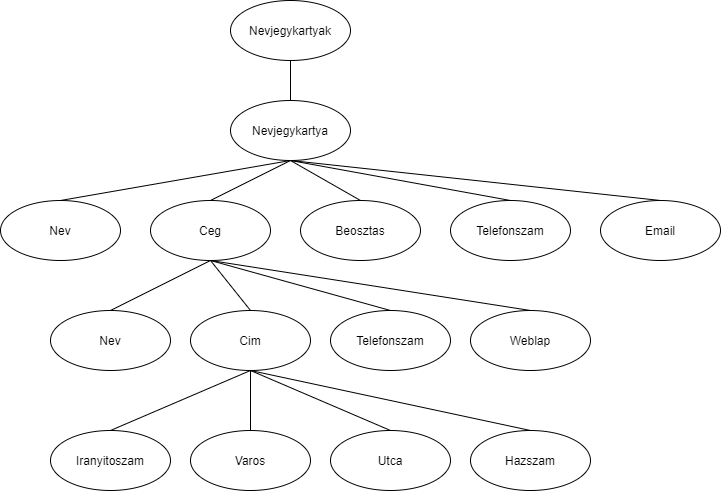 Nevjegykartyak
Nevjegykartya
Nev
Ceg
Beosztas
Telefonszam
Email
Nev
Cim
Telefonszam
Weblap
Iranyitoszam
Varos
Utca
Hazszam